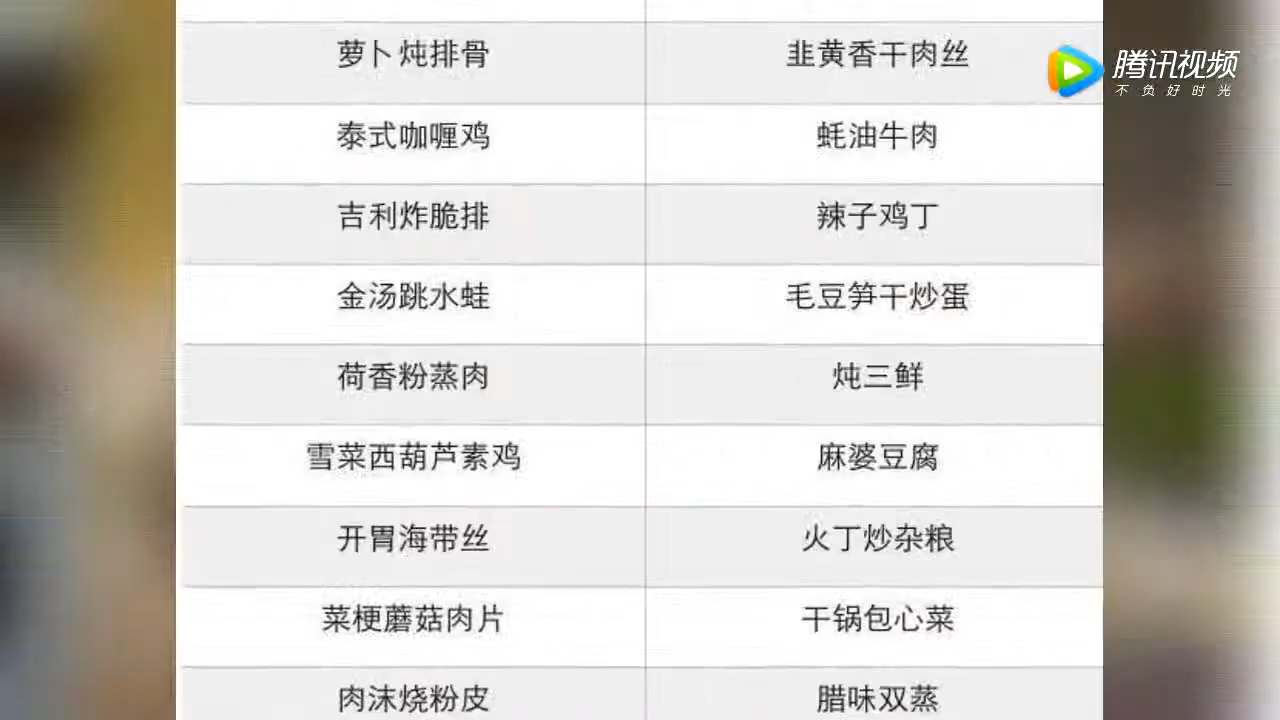 萝卜炖排骨 韭黄香干肉丝
腾讯视频
不负好时光
泰式咖喱鸡 蚝油牛肉
吉利炸脆排 辣子鸡丁
金汤跳水蛙 毛豆笋干炒蛋
荷香粉蒸肉 炖三鲜
雪菜西葫芦素鸡 麻婆豆腐
开胃海带丝 火丁炒杂粮
菜梗蘑菇肉片 干锅包心菜
肉沫烧粉皮 腊味双蒸